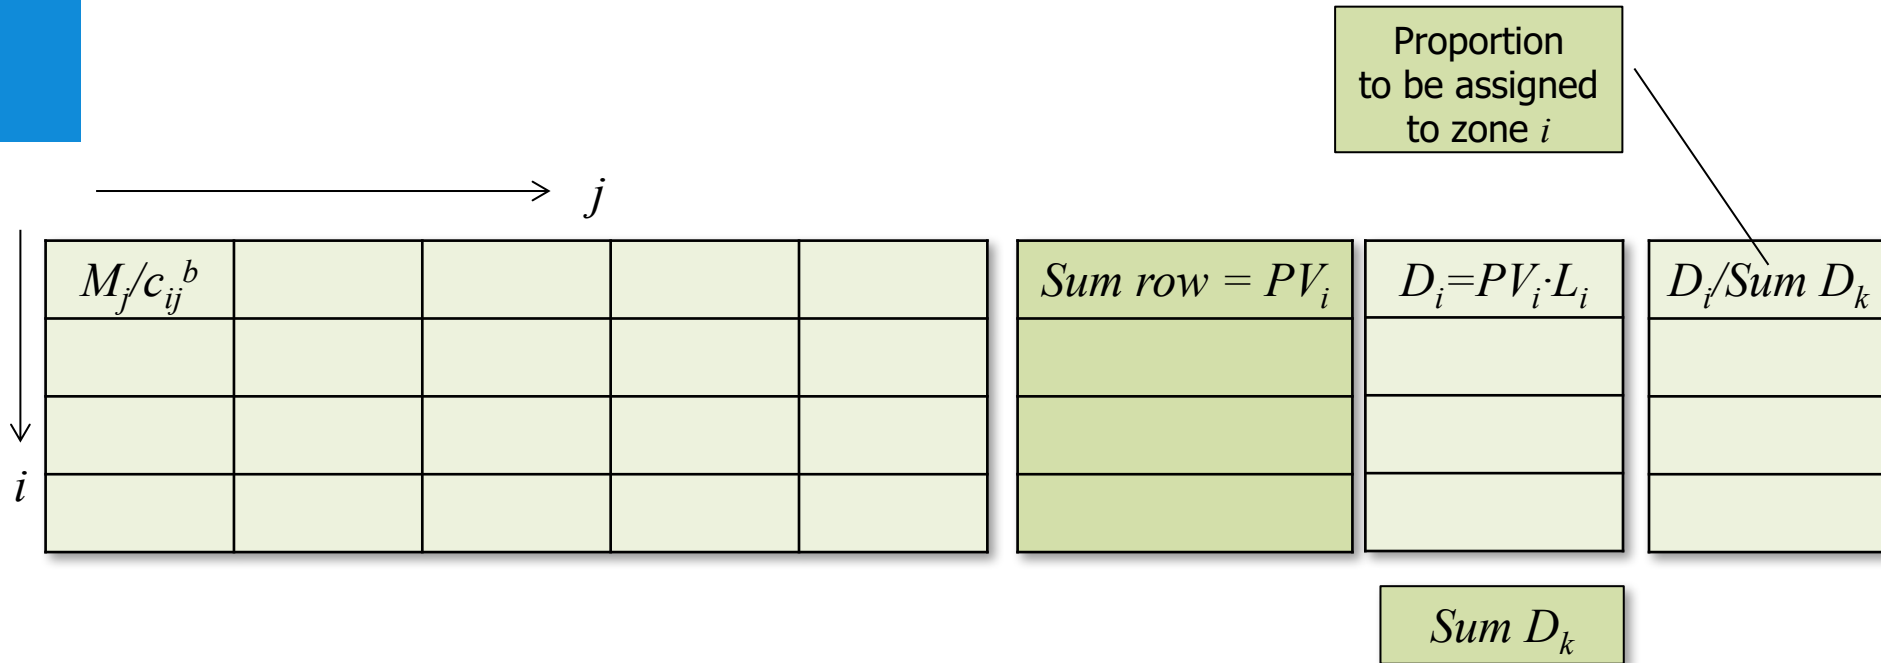 Proportion
to be assigned
to zone i
j
M_j/c_ij^b
Sum row = PV_i
D_i=PV_i·L_i
D_i/Sum D_k
i
Sum D_k